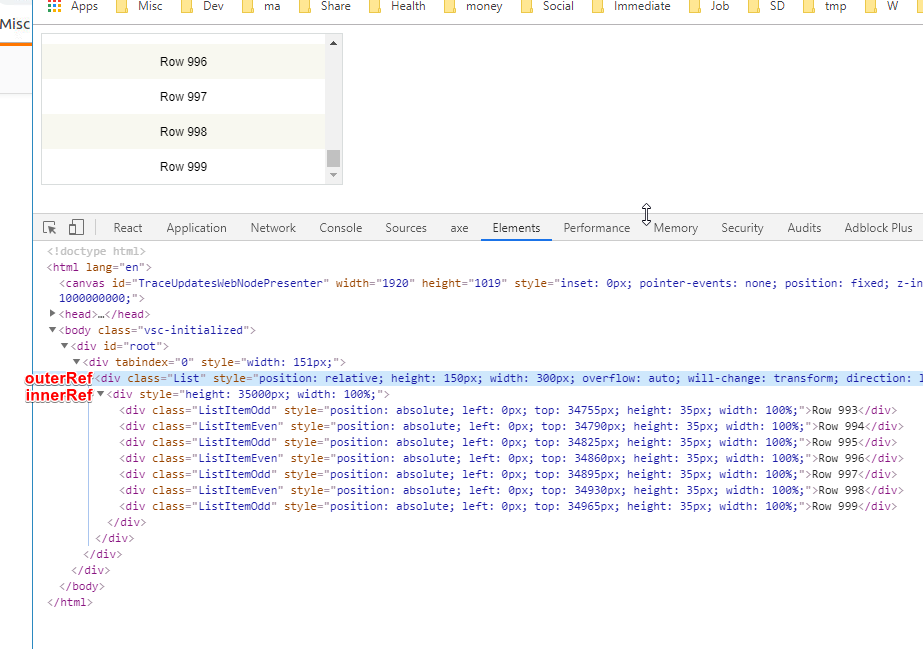 Apps Misc Dev ma Share Health money Social Immediate Job SD tmp W
Misc
Row 996
Row 997
Row 998
Row 999
React Application Network Console Sources axe Elements Performance Memory Security Audits Adblock Plus
<!doctype html>
<html lang="en">
<canvas id="TraceUpdatesWebNodePresenter" width="1920" height="1019" style="inset: 0px; pointer-events: none; position: fixed; z-in
1000000000;">
<head>…</head>
<body class="vsc-initialized">
<div id="root">
<div tabindex="0" style="width: 151px;">
outerRef <div class="List" style="position: relative; height: 150px; width: 300px; overflow: auto; will-change: transform; direction: l
innerRef <div style="height: 35000px; width: 100%;">
<div class="ListItemOdd" style="position: absolute; left: 0px; top: 34755px; height: 35px; width: 100%;">Row 993</div>
<div class="ListItemEven" style="position: absolute; left: 0px; top: 34790px; height: 35px; width: 100%;">Row 994</div>
<div class="ListItemOdd" style="position: absolute; left: 0px; top: 34825px; height: 35px; width: 100%;">Row 995</div>
<div class="ListItemEven" style="position: absolute; left: 0px; top: 34860px; height: 35px; width: 100%;">Row 996</div>
<div class="ListItemOdd" style="position: absolute; left: 0px; top: 34895px; height: 35px; width: 100%;">Row 997</div>
<div class="ListItemEven" style="position: absolute; left: 0px; top: 34930px; height: 35px; width: 100%;">Row 998</div>
<div class="ListItemOdd" style="position: absolute; left: 0px; top: 34965px; height: 35px; width: 100%;">Row 999</div>
</div>
</div>
</div>
</div>
</body>
</html>